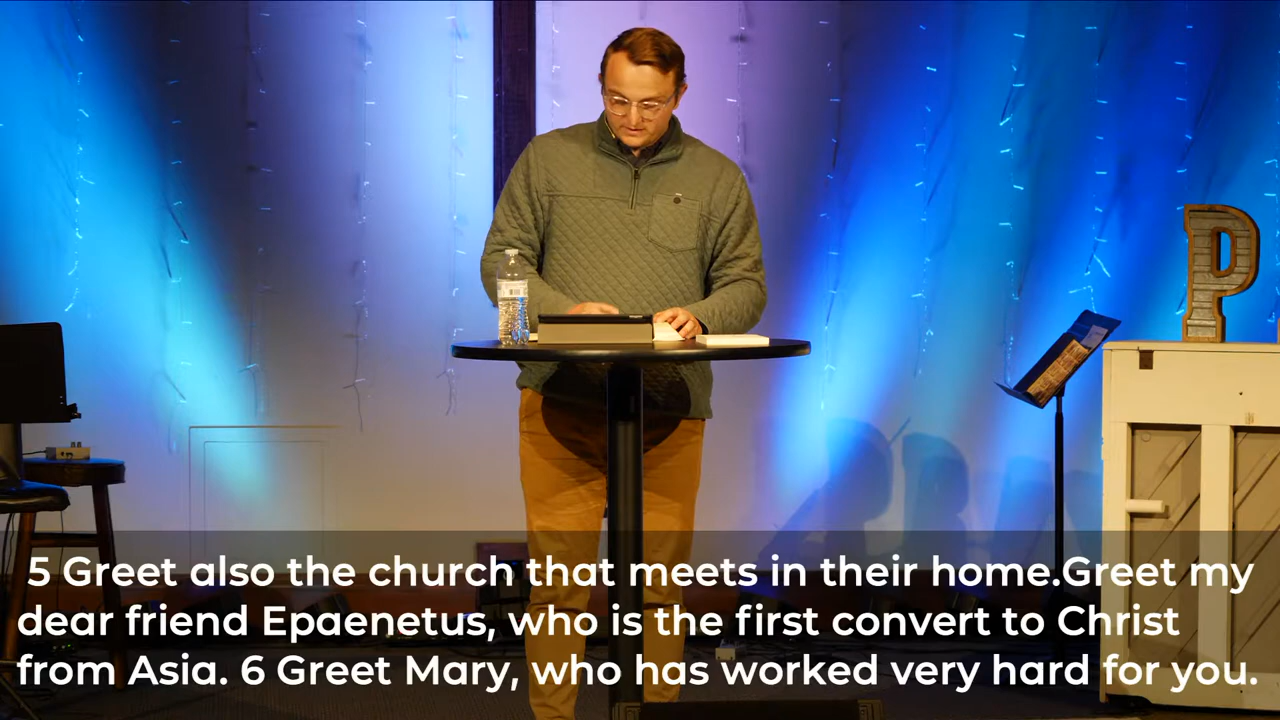 P
5 Greet also the church that meets in their home.Greet my
dear friend Epaenetus, who is the first convert to Christ
from Asia. 6 Greet Mary, who has worked very hard for you.